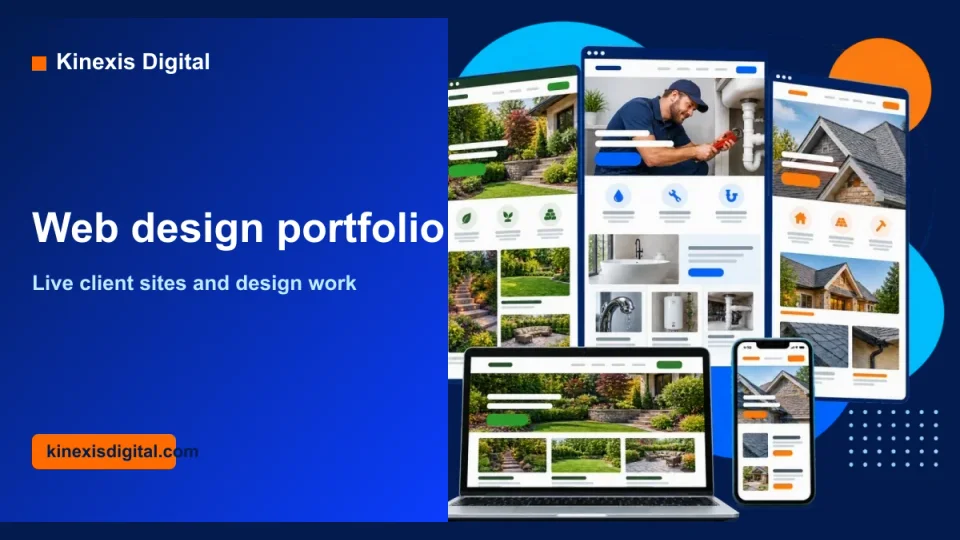 Kinexis Digital
Web design portfolio
Live client sites and design work
kinexisdigital.com